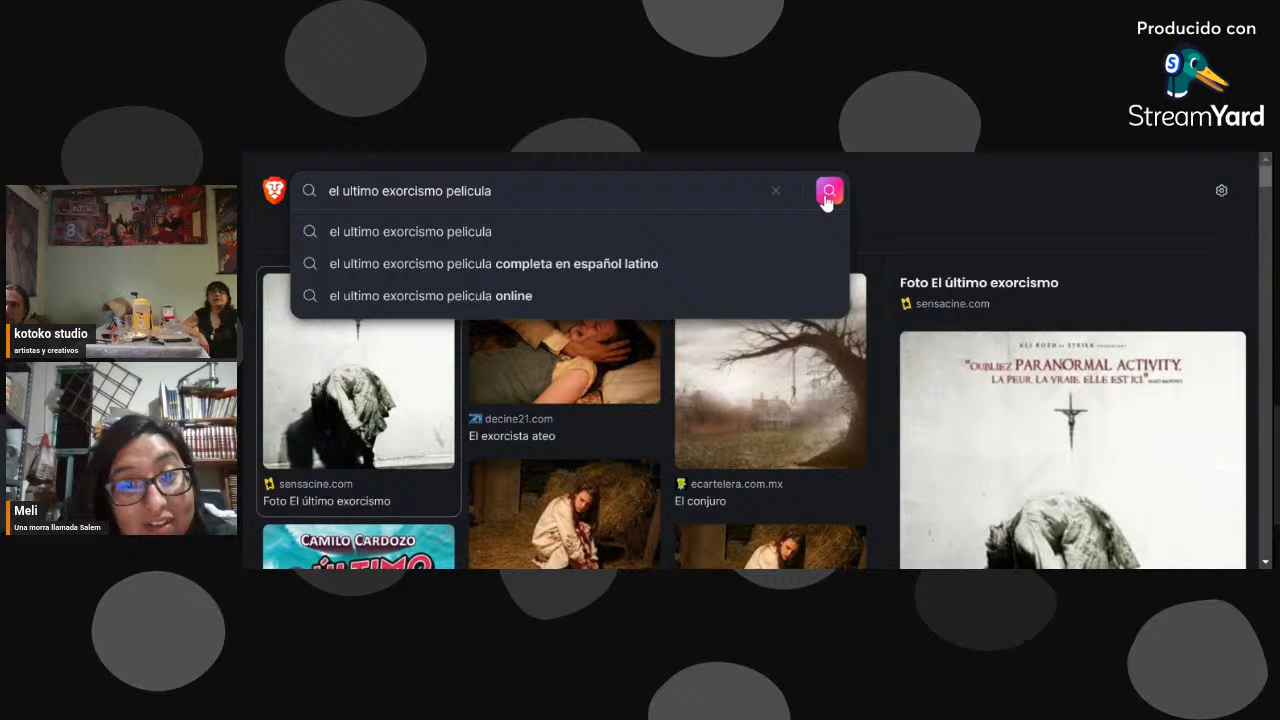 Producido con
StreamYard
el ultimo exorcismo pelicula
el ultimo exorcismo pelicula
el ultimo exorcismo pelicula completa en español latino
el ultimo exorcismo pelicula online
kotoko studio
artistas y creativos
Meli
Una morra llamada Salem
sensacine.com
Foto El último exorcismo
CAMILO CARDOZO
decine21.com
El exorcista ateo
ecartelera.com.mx
El conjuro
Foto El último exorcismo
sensacine.com
"OUBLIEZ PARANORMAL ACTIVITY.
LA PEUR, LA VRAIE, ELLE EST ICI"